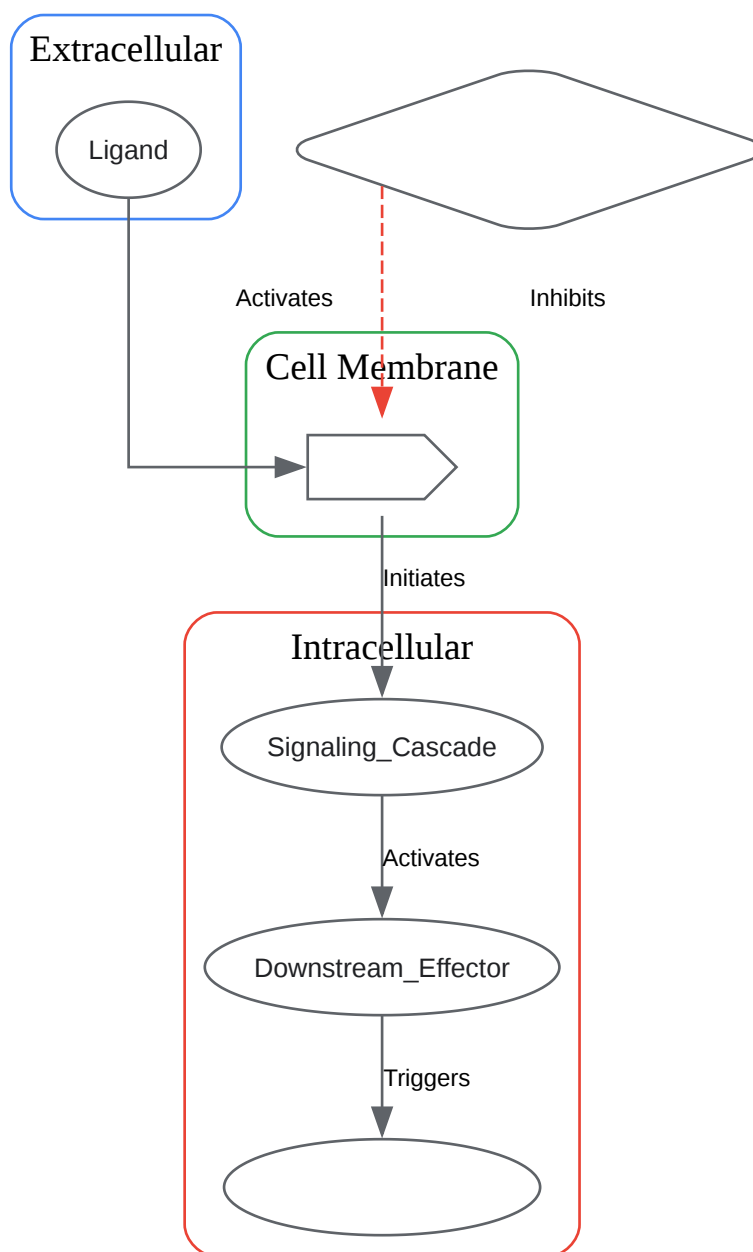 Extracellular
Ligand
Activates
Inhibits
Cell Membrane
Initiates
Intracellular
Signaling_Cascade
Activates
Downstream_Effector
Triggers